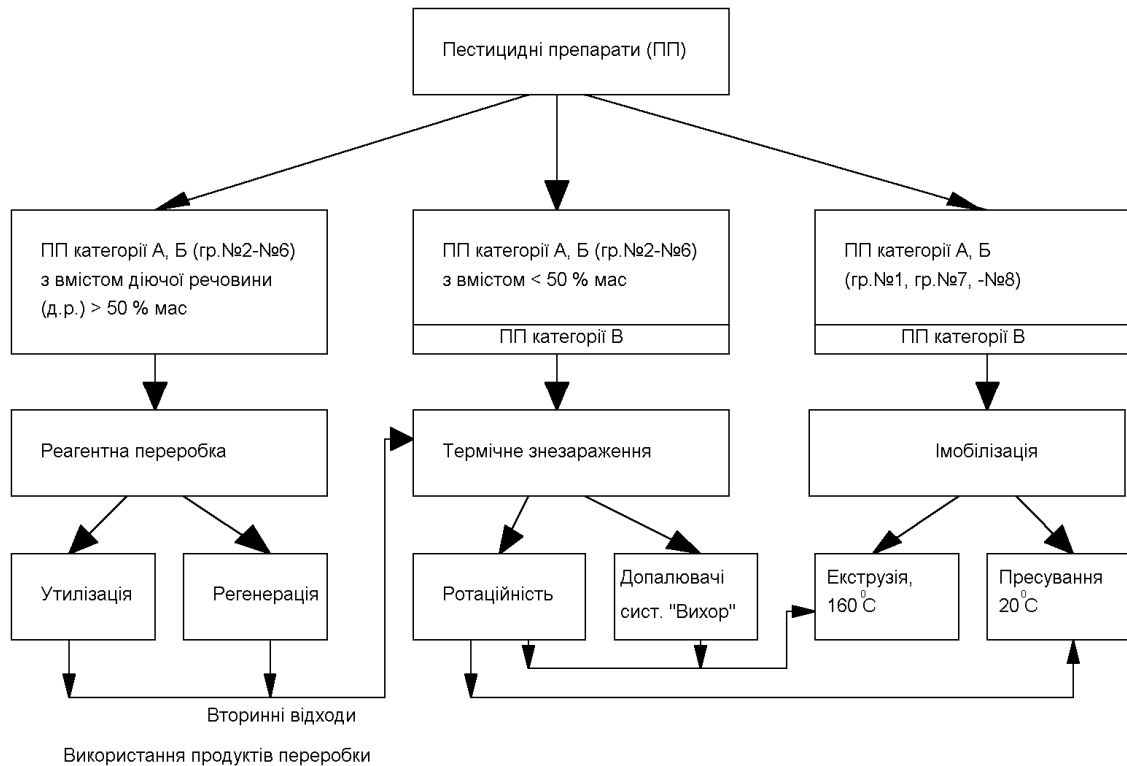 Пестицидні препарати (ПП)
ПП категорії А, Б (гр.№2-№6)
з вмістом діючої речовини
(д.р.) > 50 % мас
ПП категорії А, Б (гр.№2-№6)
з вмістом < 50 % мас
ПП категорії В
ПП категорії А, Б
(гр.№1, гр.№7, -№8)
ПП категорії В
Реагентна переробка
Термічне знезараження
Імобілізація
Утилізація
Регенерація
Ротаційність
Допалювачі
сист. "Вихор"
Екструзія,
160⁰С
Пресування
20⁰С
Вторинні відходи
Використання продуктів переробки